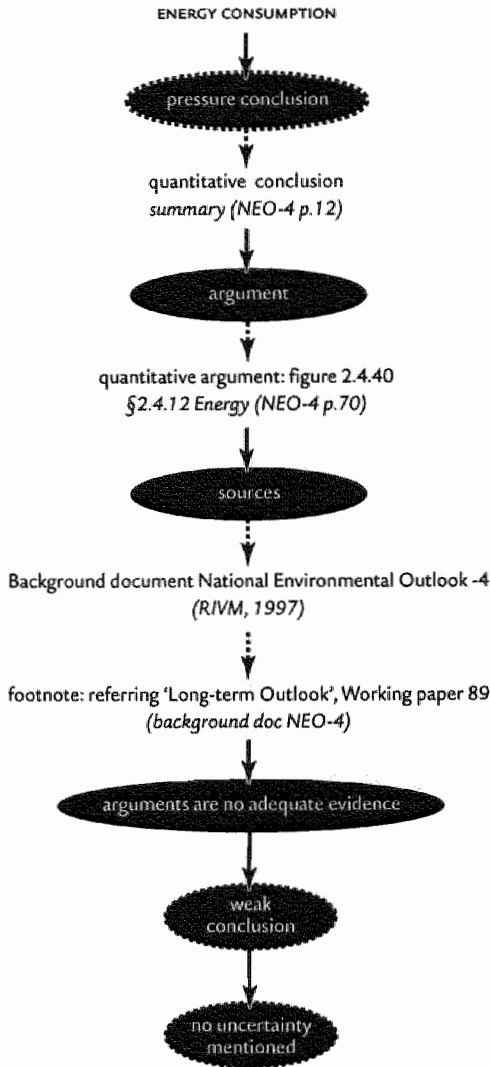 ENERGY CONSUMPTION
pressure conclusion
quantitative conclusion
summary (NEO-4 p.12)
argument
quantitative argument: figure 2.4.40
§2.4.12 Energy (NEO-4 p.70)
sources
Background document National Environmental Outlook -4
(RIVM, 1997)
footnote: referring 'Long-term Outlook', Working paper 89
(background doc NEO-4)
arguments are no adequate evidence
weak
conclusion
no uncertainty
mentioned